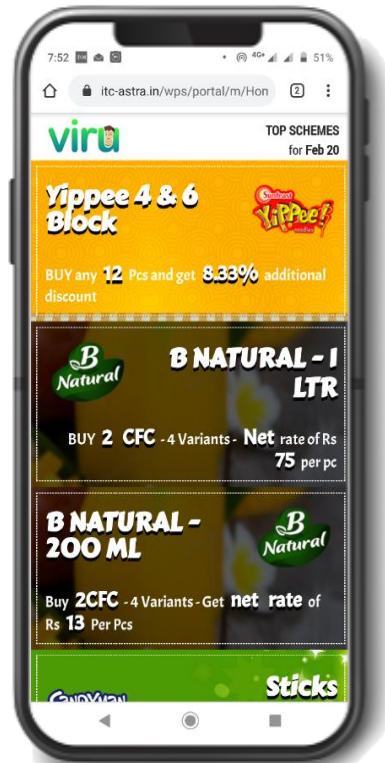 7:52
4G+
51%
itc-astra.in/wps/portal/m/Hon
2
viru
TOP SCHEMES
for Feb 20
Yippee 4 & 6
Block
Sunfeast
YiPPee!
noodles
BUY any 12 Pcs and get 8.33% additional
discount
B
Natural
B NATURAL - 1
LTR
BUY 2 CFC - 4 Variants - Net rate of Rs
75 per pc
B NATURAL -
200 ML
B
Natural
Buy 2CFC - 4 Variants - Get net rate of
Rs 13 Per Pcs
Sticks
CANDYMAN